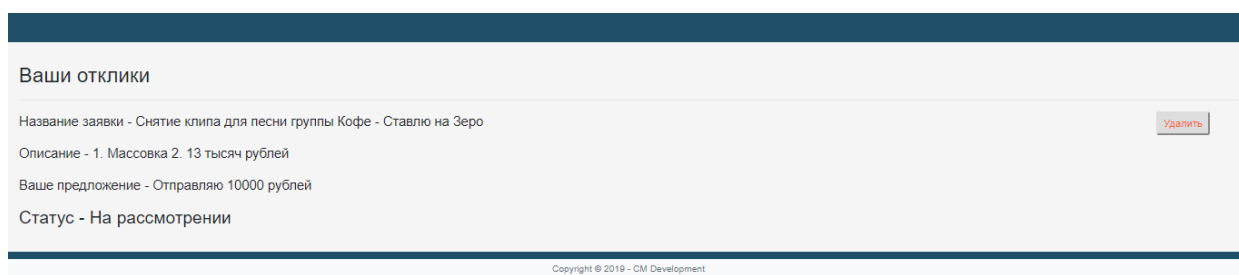 Ваши отклики
Название заявки - Снятие клипа для песни группы Кофе - Ставлю на Зеро
Удалить
Описание - 1. Массовка 2. 13 тысяч рублей
Ваше предложение - Отправляю 10000 рублей
Статус - На рассмотрении
Copyright © 2019 - CM Development